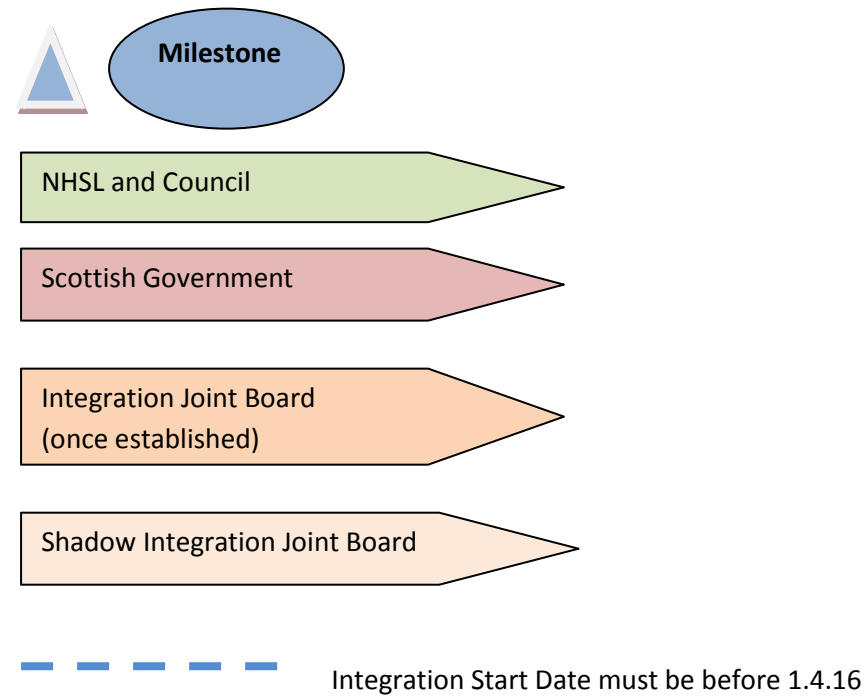 Milestone
NHSL and Council
Scottish Government
Integration Joint Board
(once established)
Shadow Integration Joint Board
Integration Start Date must be before 1.4.16